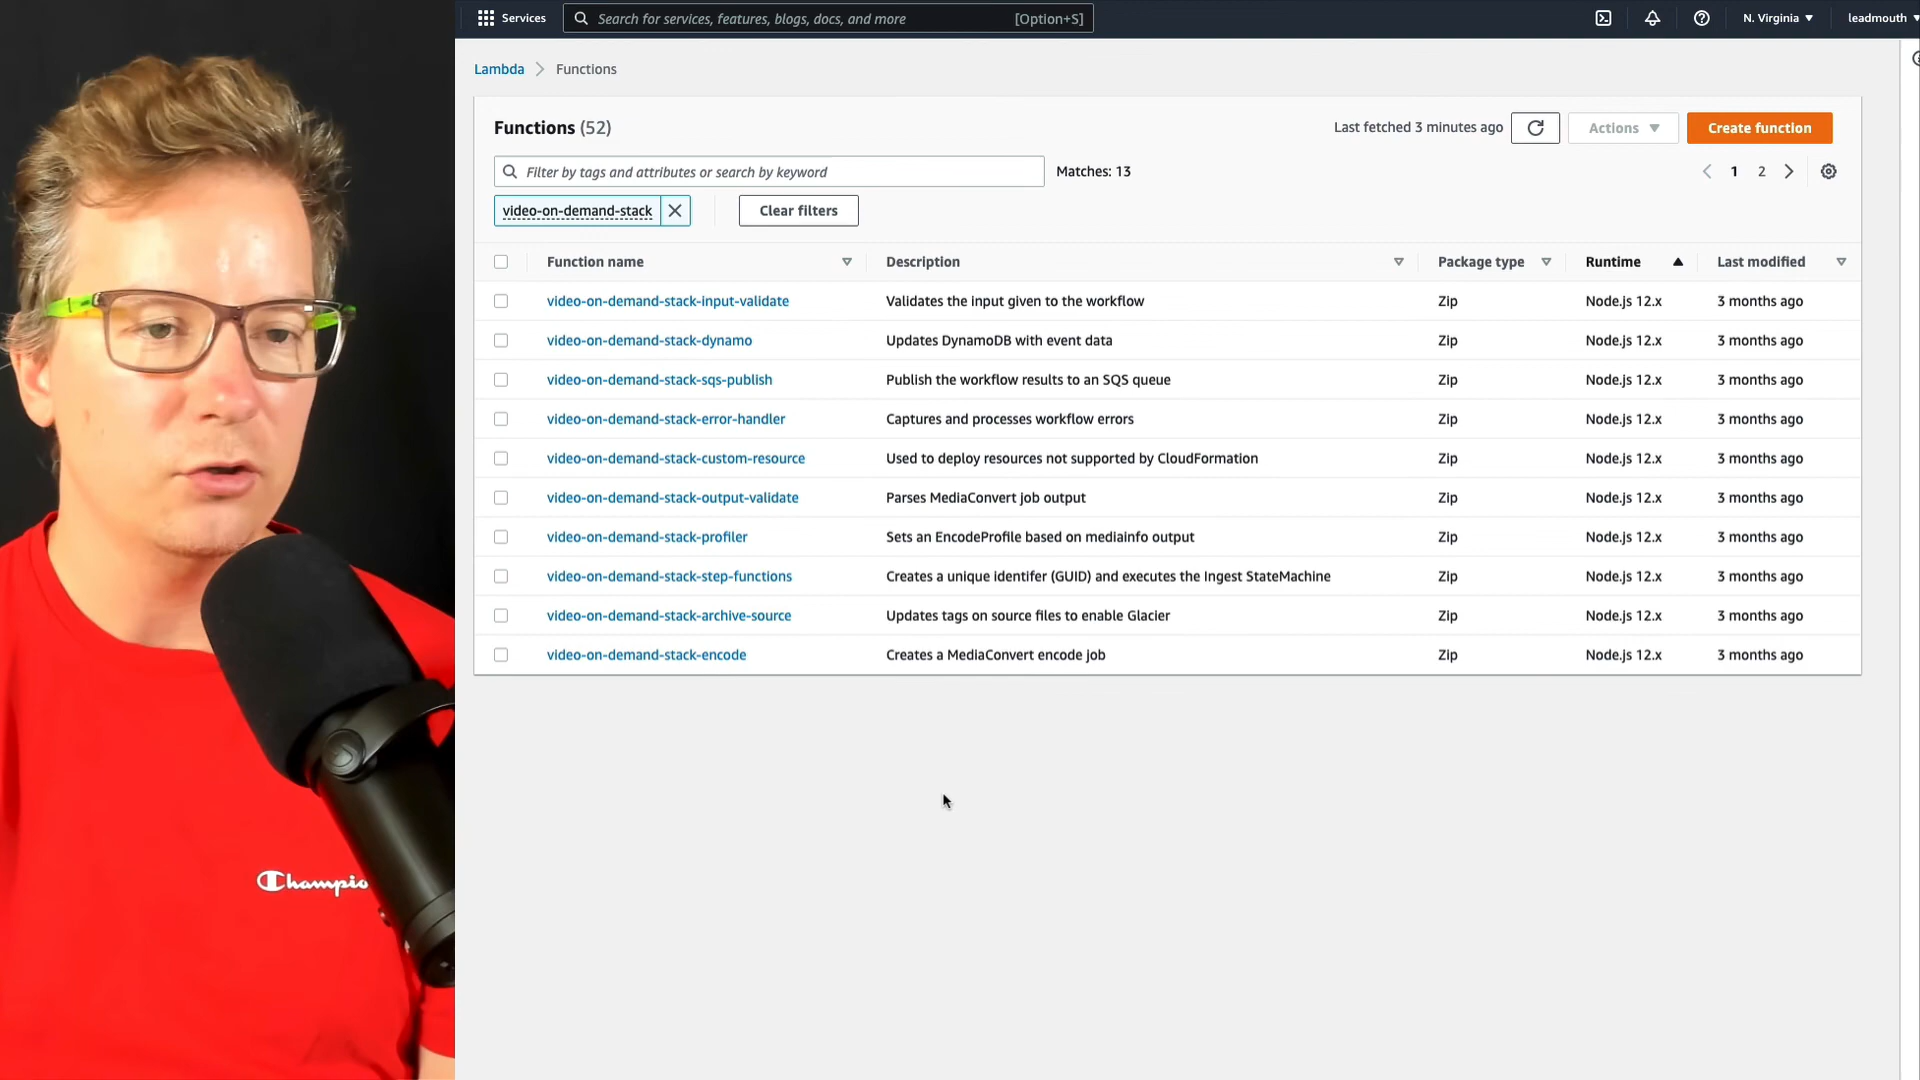 Services
Search for services, features, blogs, docs, and more [Option+S]
N. Virginia
leadmouth
Lambda > Functions
Functions (52)
Last fetched 3 minutes ago
Actions
Create function
Filter by tags and attributes or search by keyword
Matches: 13
1 2
video-on-demand-stack
Clear filters
Function name Description Package type Runtime Last modified
video-on-demand-stack-input-validate Validates the input given to the workflow Zip Node.js 12.x 3 months ago
video-on-demand-stack-dynamo Updates DynamoDB with event data Zip Node.js 12.x 3 months ago
video-on-demand-stack-sqs-publish Publish the workflow results to an SQS queue Zip Node.js 12.x 3 months ago
video-on-demand-stack-error-handler Captures and processes workflow errors Zip Node.js 12.x 3 months ago
video-on-demand-stack-custom-resource Used to deploy resources not supported by CloudFormation Zip Node.js 12.x 3 months ago
video-on-demand-stack-output-validate Parses MediaConvert job output Zip Node.js 12.x 3 months ago
video-on-demand-stack-profiler Sets an EncodeProfile based on mediainfo output Zip Node.js 12.x 3 months ago
video-on-demand-stack-step-functions Creates a unique identifer (GUID) and executes the Ingest StateMachine Zip Node.js 12.x 3 months ago
video-on-demand-stack-archive-source Updates tags on source files to enable Glacier Zip Node.js 12.x 3 months ago
video-on-demand-stack-encode Creates a MediaConvert encode job Zip Node.js 12.x 3 months ago
Champio